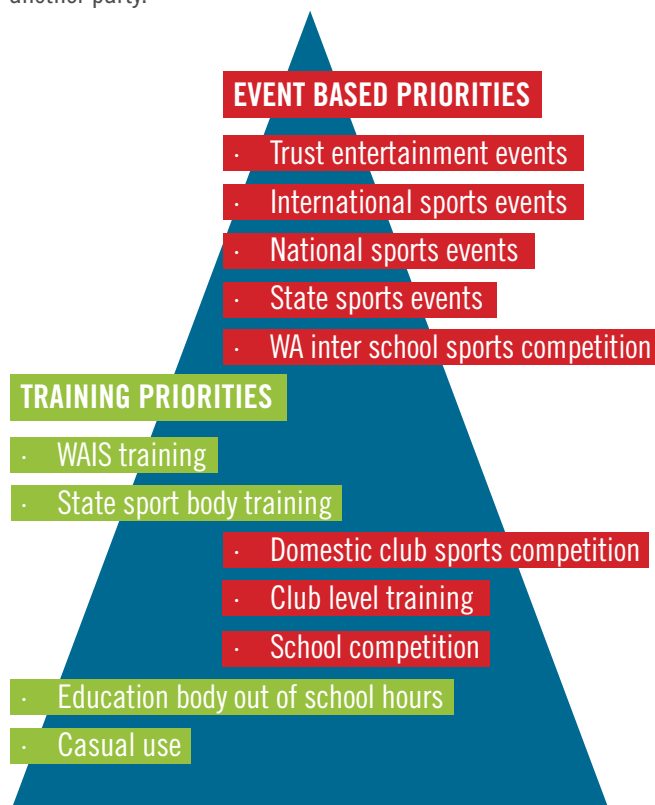 another party.
EVENT BASED PRIORITIES
· Trust entertainment events
· International sports events
· National sports events
· State sports events
· WA inter school sports competition
TRAINING PRIORITIES
· WAIS training
· State sport body training
· Domestic club sports competition
· Club level training
· School competition
· Education body out of school hours
· Casual use